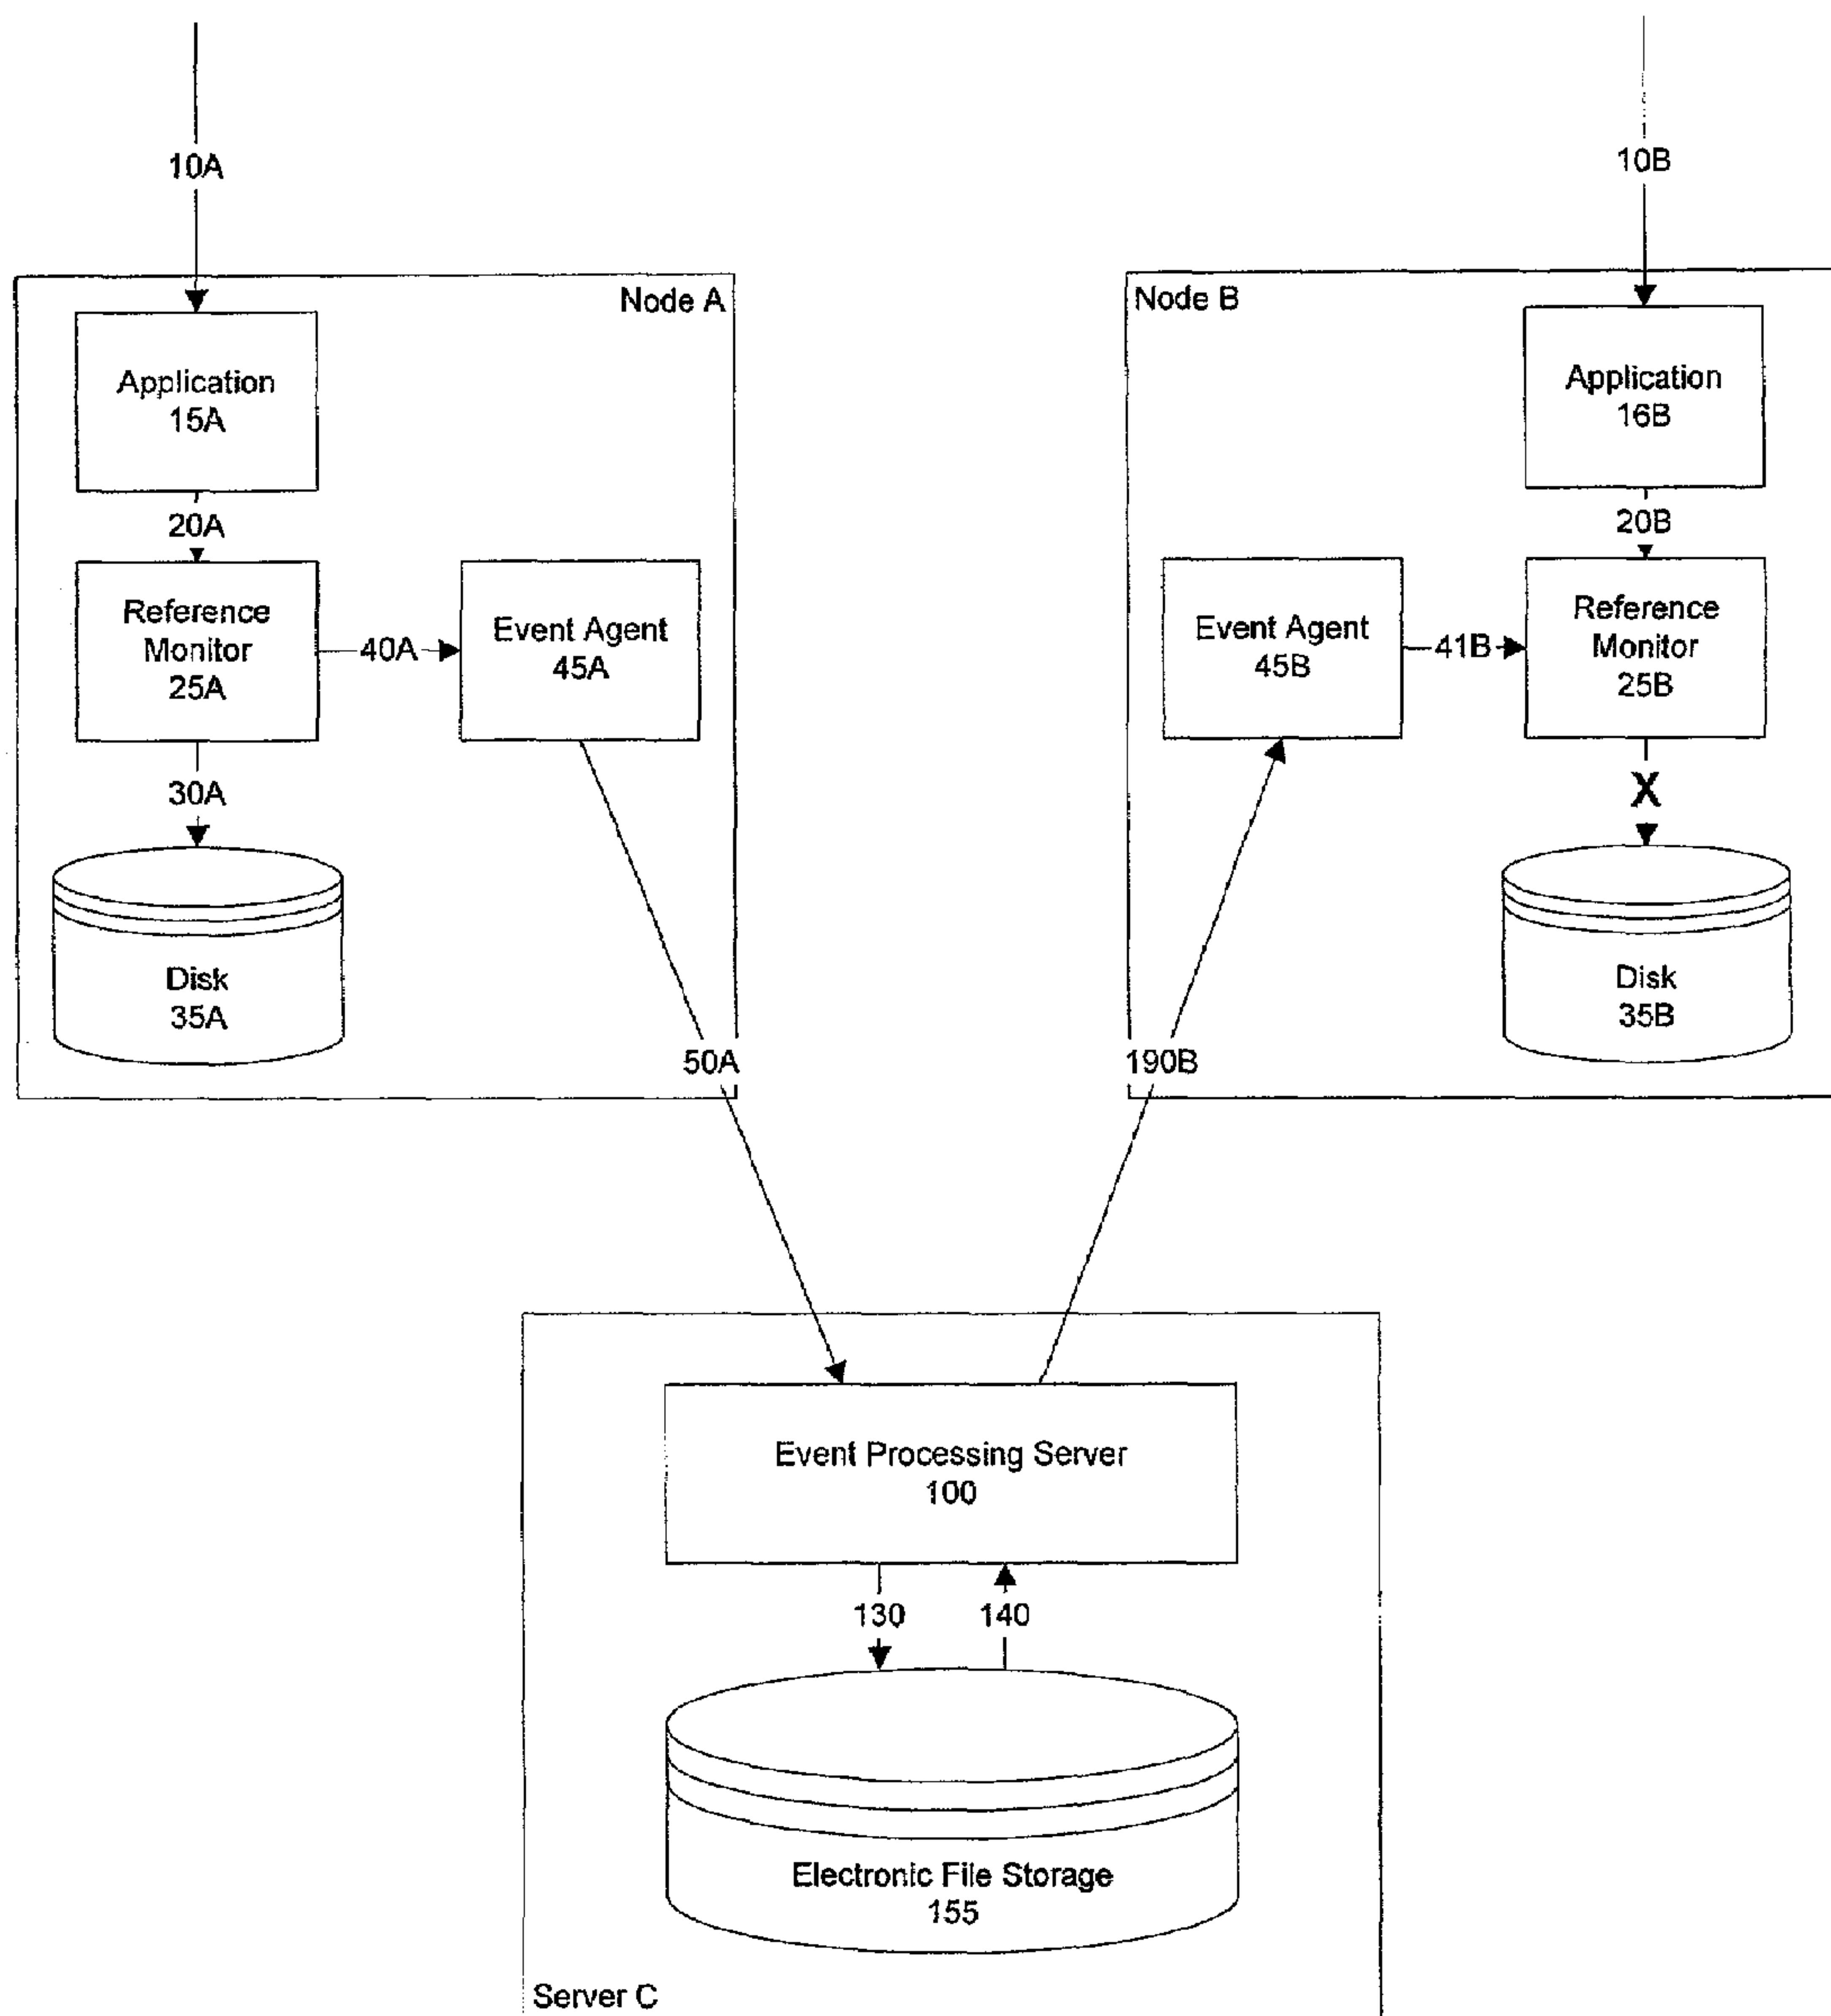 10A
10B
Node A
Node B
Application
15A
Application
16B
20A
20B
Reference
Monitor
25A
40A
Event Agent
45A
Event Agent
45B
41B
Reference
Monitor
25B
30A
X
Disk
35A
Disk
35B
50A
190B
Event Processing Server
100
130
140
Electronic File Storage
155
Server C